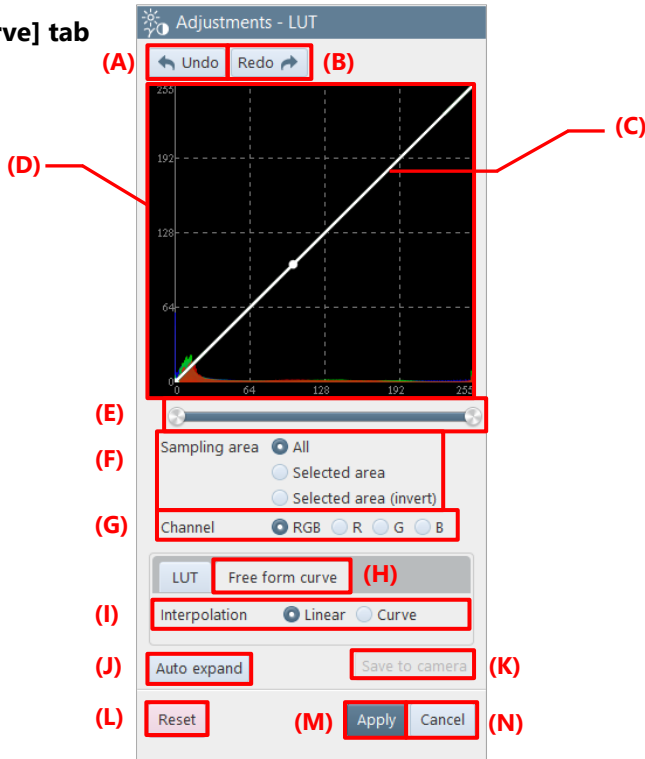 Adjustments - LUT
rve] tab
(A) Undo Redo (B)
255
(C)
192
(D)
128
64
0
0 64 128 192 255
(E)
Sampling area All
(F)
Selected area
Selected area (invert)
(G) Channel RGB R G B
LUT Free form curve (H)
(I) Interpolation Linear Curve
(J) Auto expand Save to camera (K)
(L) Reset (M) Apply Cancel (N)